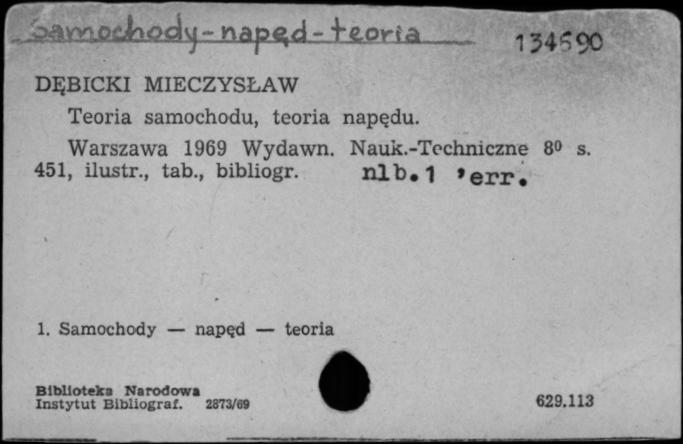 Samochody - napęd - teoria
134590
DĘBICKI MIECZYSŁAW
Teoria samochodu, teoria napędu.
Warszawa 1969 Wydawn. Nauk.-Techniczne 8⁰ s.
451, ilustr., tab., bibliogr. nlb.1 ,err.
1. Samochody — napęd — teoria
Biblioteka Narodowa
Instytut Bibliograf. 2873/69
629.113